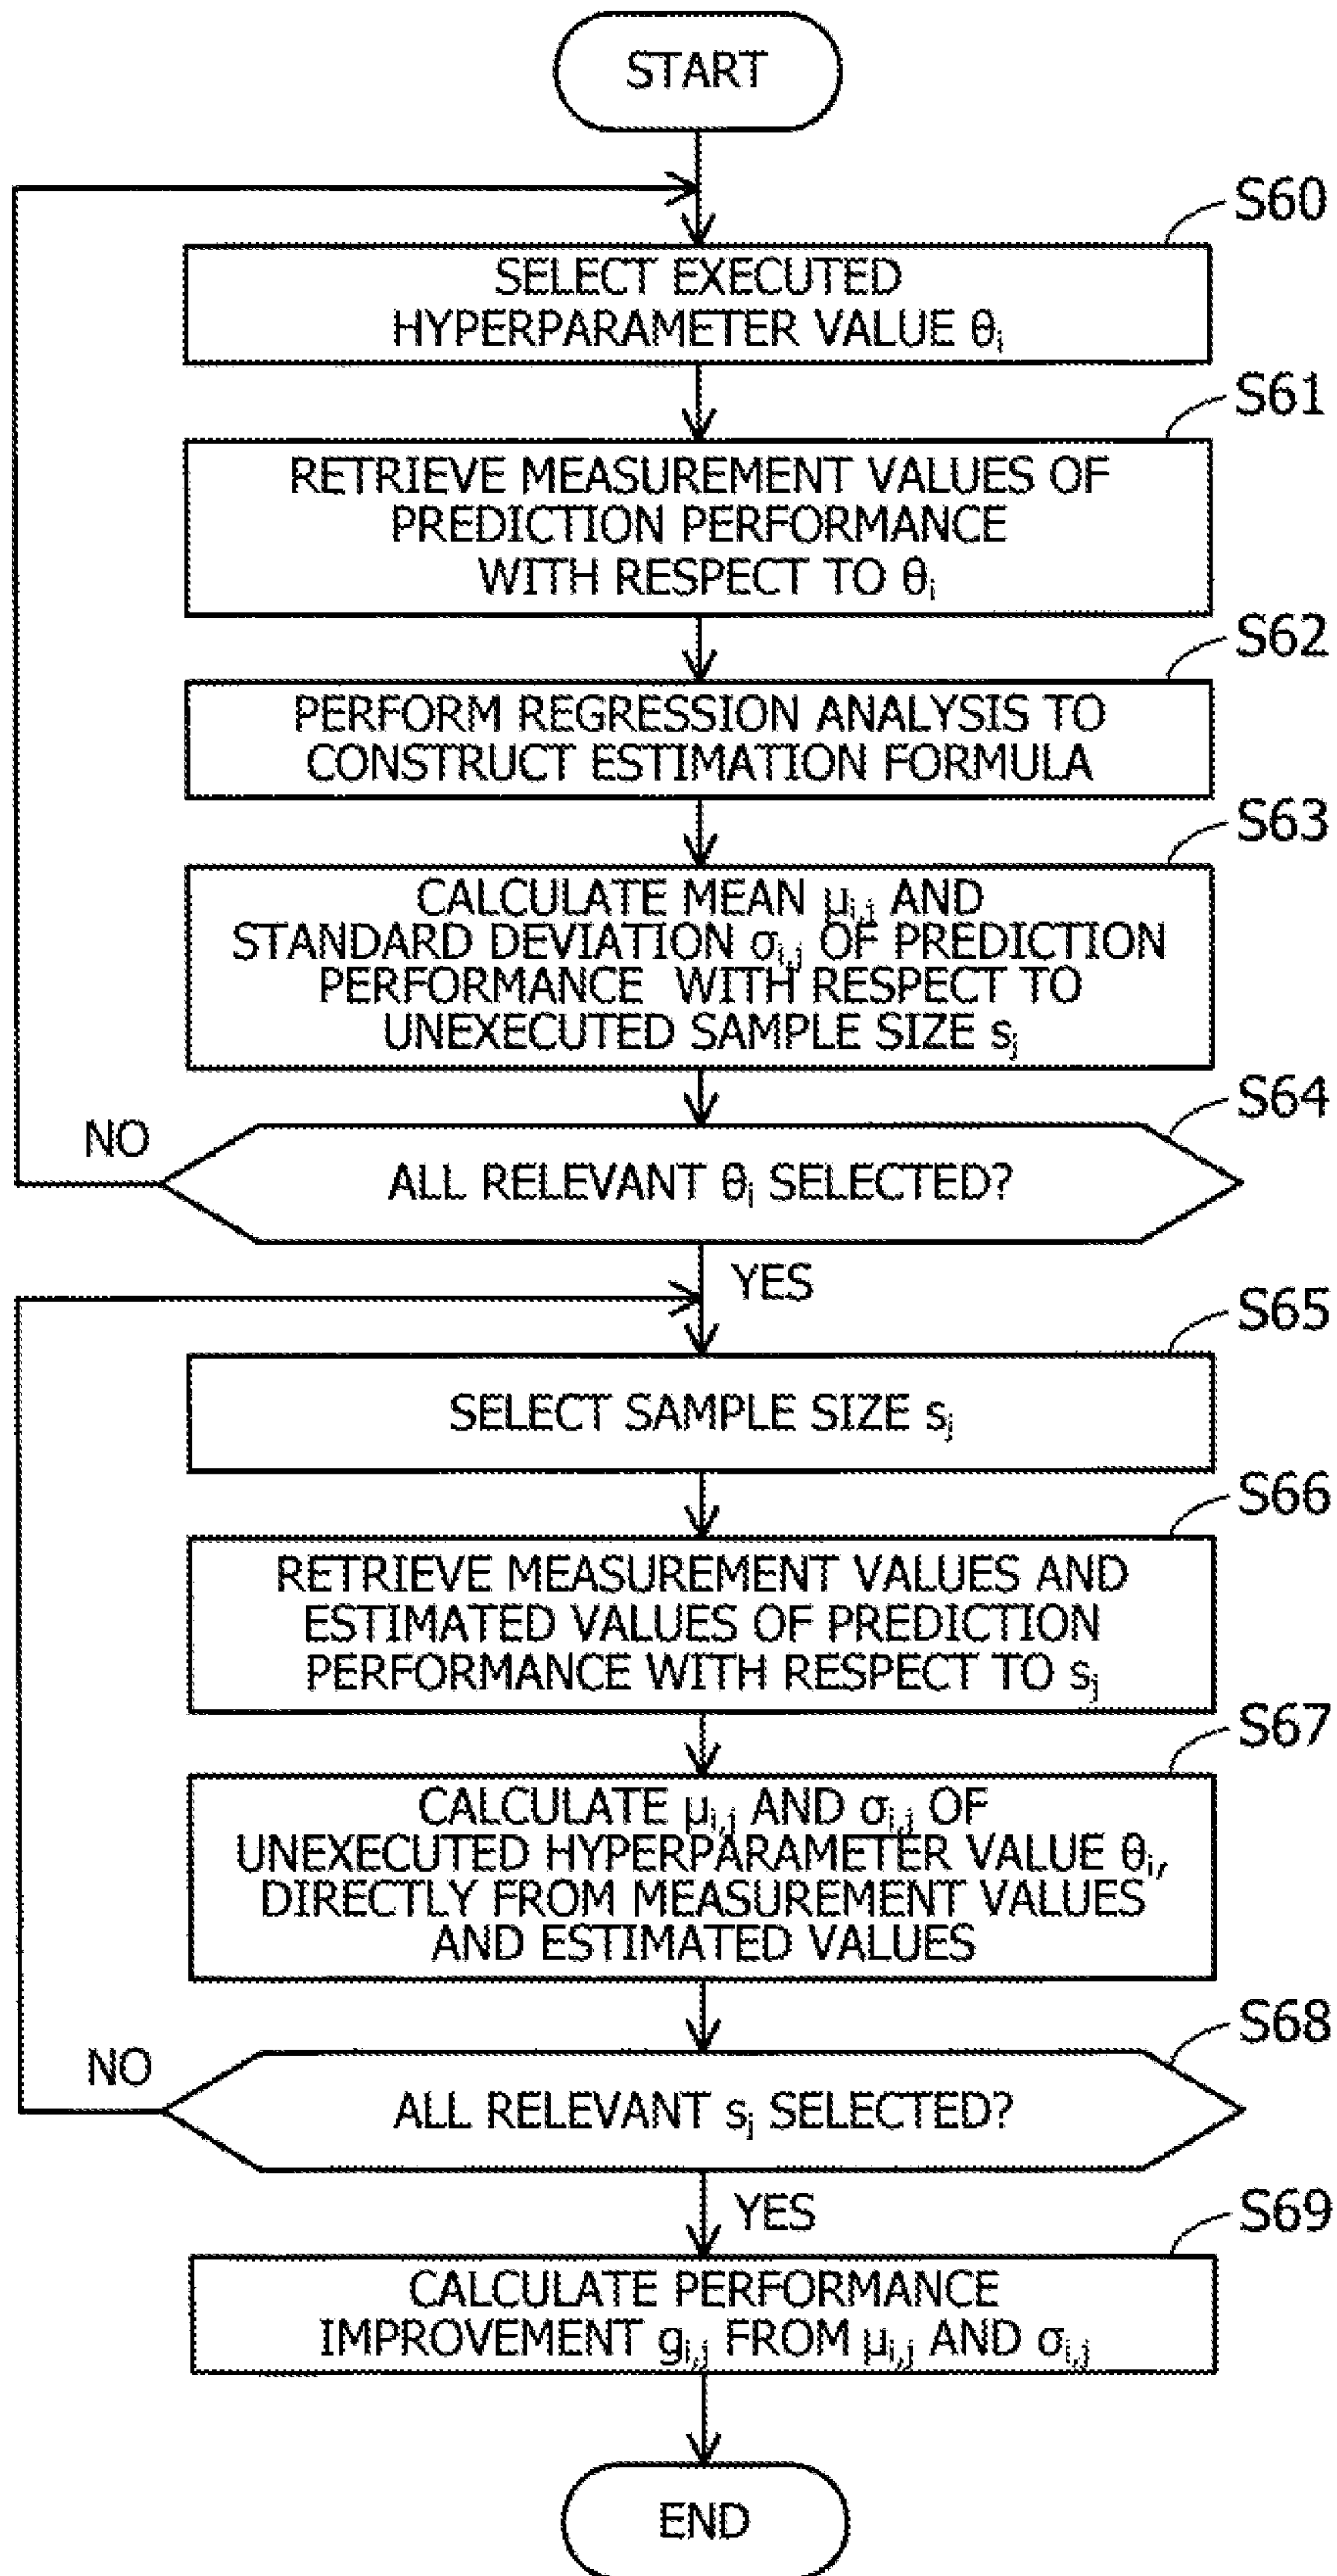 START
S60
SELECT EXECUTED
HYPERPARAMETER VALUE θi
S61
RETRIEVE MEASUREMENT VALUES OF
PREDICTION PERFORMANCE
WITH RESPECT TO θi
S62
PERFORM REGRESSION ANALYSIS TO
CONSTRUCT ESTIMATION FORMULA
S63
CALCULATE MEAN μi,j AND
STANDARD DEVIATION σi,j OF PREDICTION
PERFORMANCE WITH RESPECT TO
UNEXECUTED SAMPLE SIZE sj
S64
NO
ALL RELEVANT θi SELECTED?
YES
S65
SELECT SAMPLE SIZE sj
S66
RETRIEVE MEASUREMENT VALUES AND
ESTIMATED VALUES OF PREDICTION
PERFORMANCE WITH RESPECT TO sj
S67
CALCULATE μi,j AND σi,j OF
UNEXECUTED HYPERPARAMETER VALUE θi,
DIRECTLY FROM MEASUREMENT VALUES
AND ESTIMATED VALUES
S68
NO
ALL RELEVANT sj SELECTED?
YES
S69
CALCULATE PERFORMANCE
IMPROVEMENT gi,j FROM μi,j AND σi,j
END